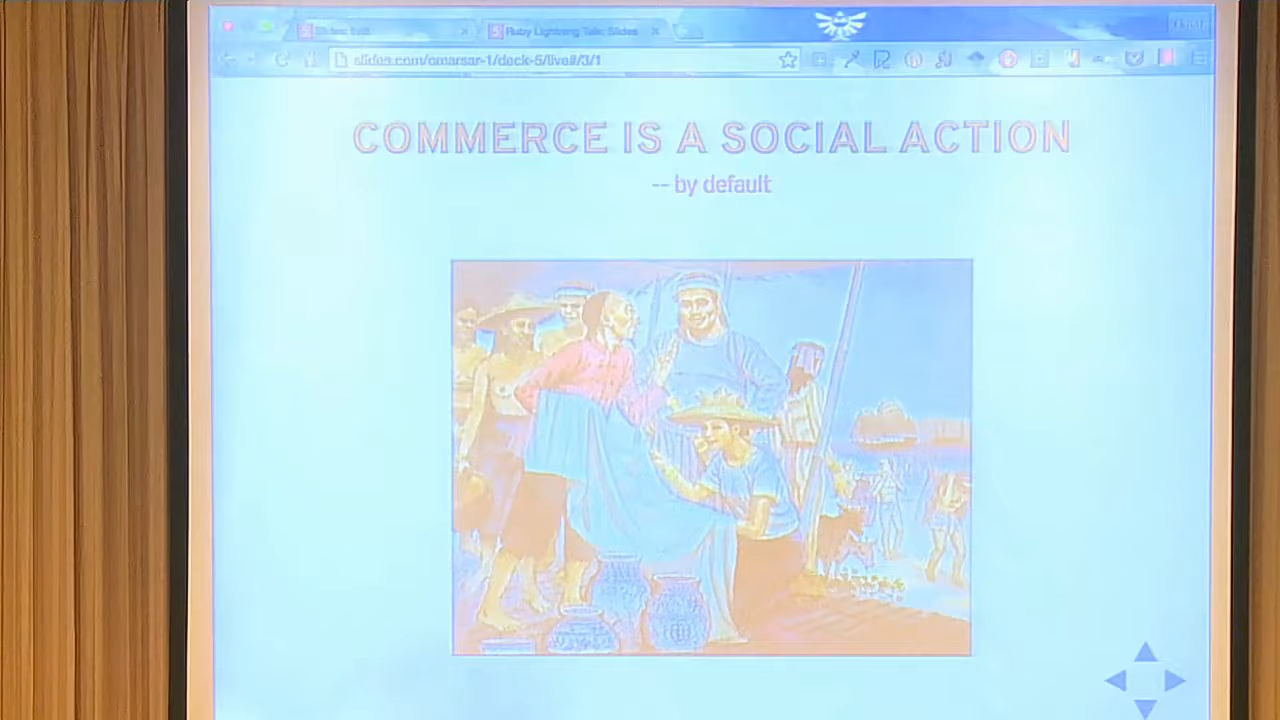 Ruby Lightning Talk: Slides
slides.com/omarsar-1/deck-5/live#/3/1
COMMERCE IS A SOCIAL ACTION
-- by default